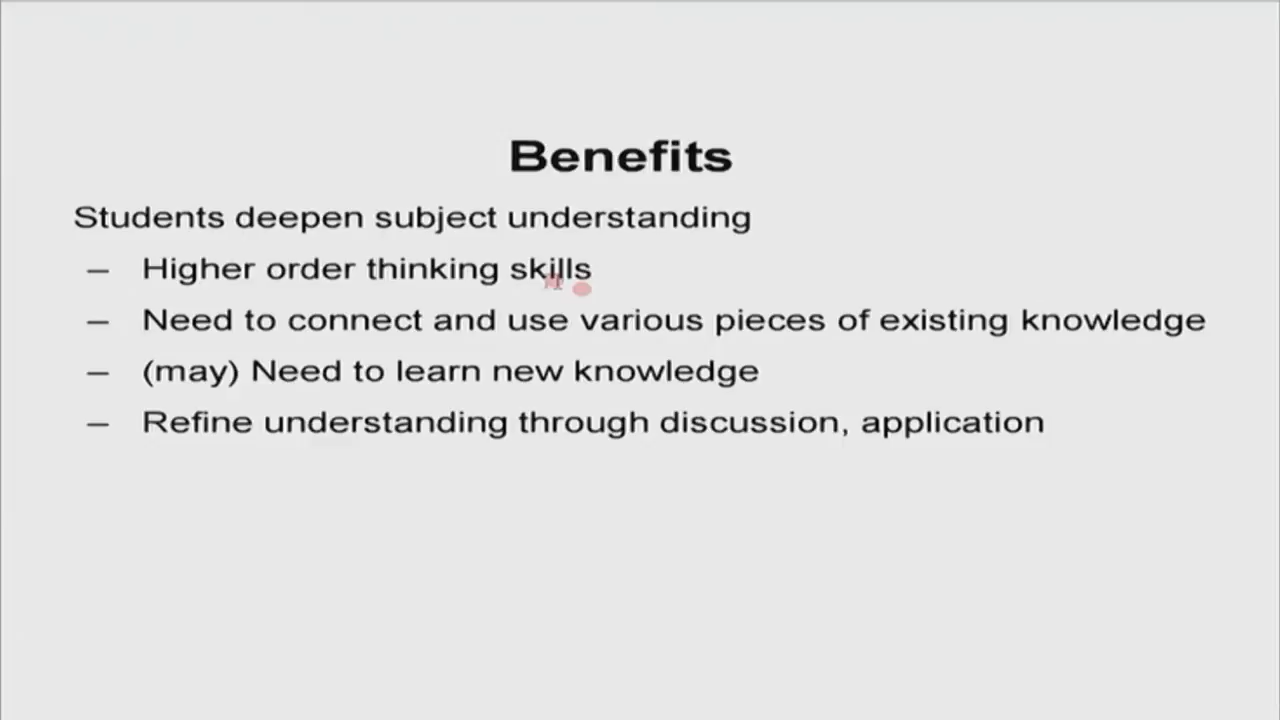 Benefits
Students deepen subject understanding
– Higher order thinking skills
– Need to connect and use various pieces of existing knowledge
– (may) Need to learn new knowledge
– Refine understanding through discussion, application